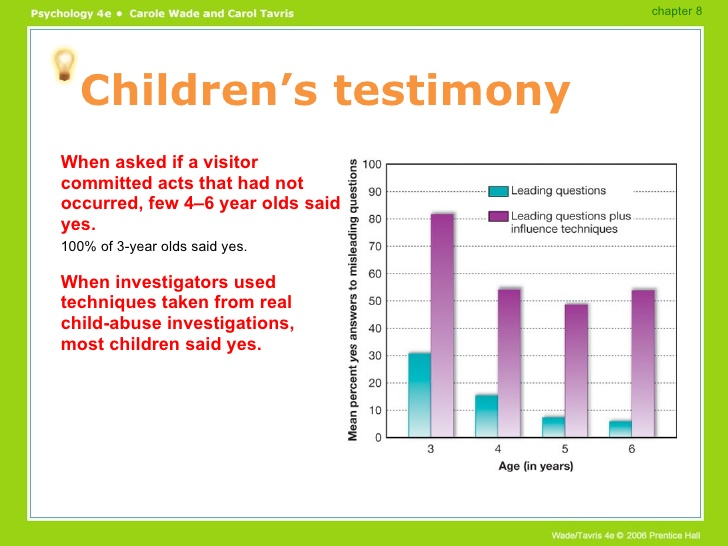 Psychology 4e ● Carole Wade and Carol Tavris
chapter 8
Children’s testimony
When asked if a visitor
committed acts that had not
occurred, few 4–6 year olds said
yes.
100% of 3-year olds said yes.
When investigators used
techniques taken from real
child-abuse investigations,
most children said yes.
Mean percent yes answers to misleading questions
100
90
80
70
60
50
40
30
20
10
0
Leading questions
Leading questions plus
influence techniques
3 4 5 6
Age (in years)
Wade/Tavris 4e © 2006 Prentice Hall